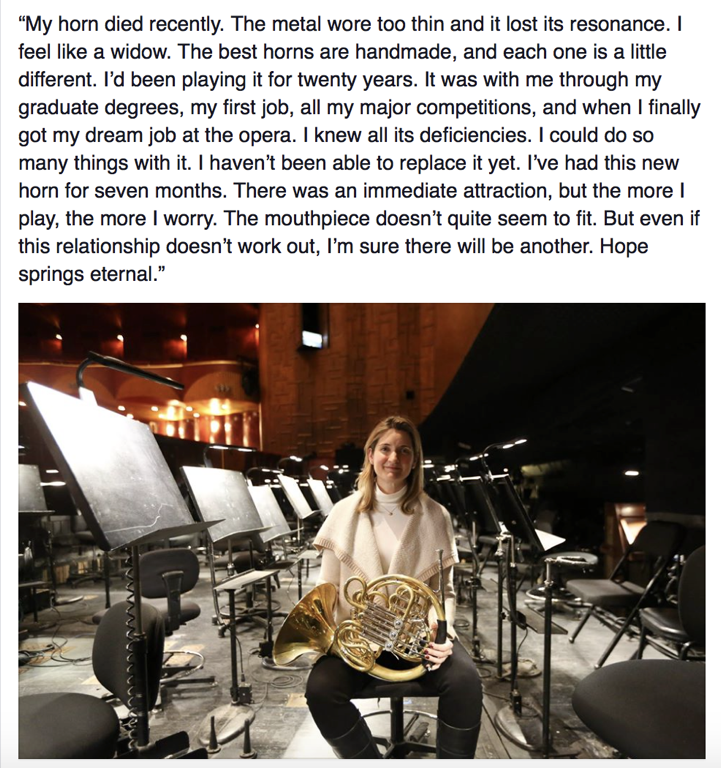 “My horn died recently. The metal wore too thin and it lost its resonance. I
feel like a widow. The best horns are handmade, and each one is a little
different. I’d been playing it for twenty years. It was with me through my
graduate degrees, my first job, all my major competitions, and when I finally
got my dream job at the opera. I knew all its deficiencies. I could do so
many things with it. I haven’t been able to replace it yet. I’ve had this new
horn for seven months. There was an immediate attraction, but the more I
play, the more I worry. The mouthpiece doesn’t quite seem to fit. But even if
this relationship doesn’t work out, I’m sure there will be another. Hope
springs eternal.”